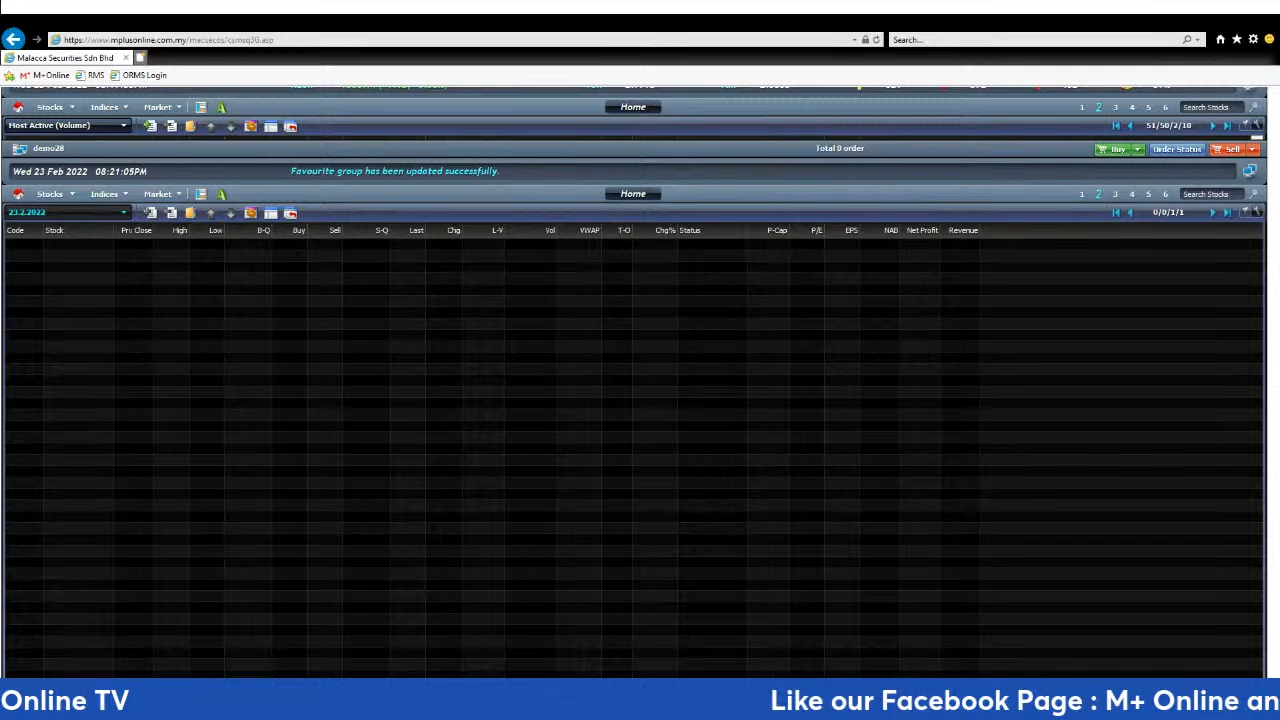 https://www.mplusonline.com.my/macsecos/csmsq3G.asp
Search...
Malacca Securities Sdn Bhd
M+Online RMS ORMS Login
Stocks Indices Market Home 1 2 3 4 5 6 Search Stocks
Most Active (Volume) 51/50/2/10
demo28 Total 0 order Buy Order Status Sell
Wed 23 Feb 2022 08:21:05PM Favourite group has been updated successfully.
Stocks Indices Market Home 1 2 3 4 5 6 Search Stocks
23.2.2022 0/0/1/1
Code Stock Prv Close High Low B-Q Buy Sell S-Q Last Chg L-V Vol VWAP T-O Chg% Status P-Cap P/E EPS NAB Net Profit Revenue
Online TV Like our Facebook Page : M+ Online an